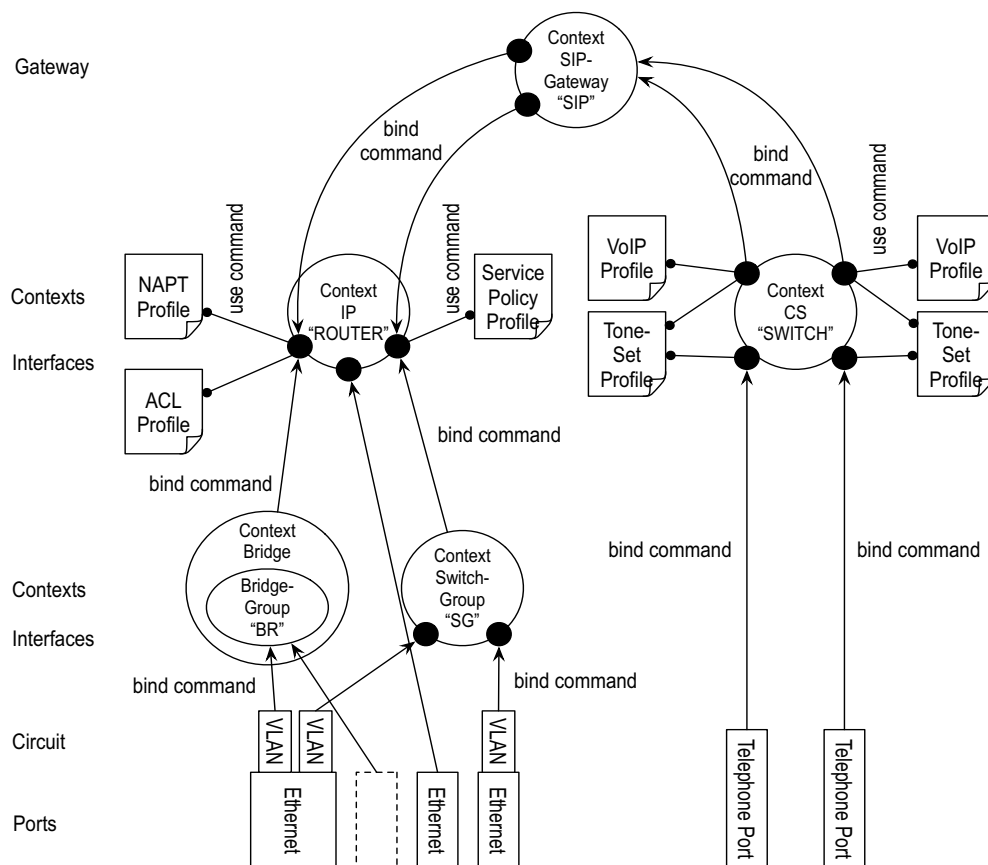 Gateway
Context
SIP-
Gateway
“SIP”
bind
command
bind
command
use command
use command
use command
NAPT
Profile
Service
Policy
Profile
VoIP
Profile
VoIP
Profile
Contexts
Context
IP
“ROUTER”
Context
CS
“SWITCH”
Interfaces
Tone-
Set
Profile
Tone-
Set
Profile
ACL
Profile
bind command
bind command
Context
Bridge
Bridge-
Group
“BR”
Context
Switch-
Group
“SG”
bind command
bind command
Contexts
Interfaces
bind command
bind command
Circuit
VLAN
VLAN
VLAN
Telephone Port
Telephone Port
Ports
Ethernet
Ethernet
Ethernet